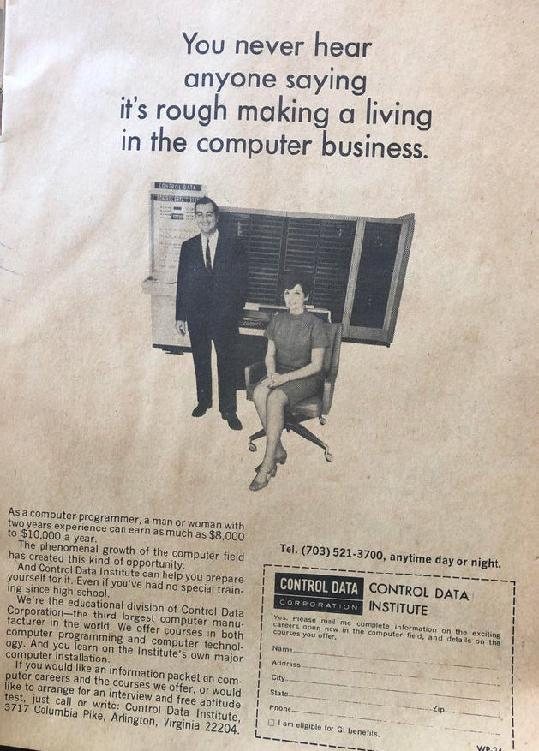 You never hear
anyone saying
it's rough making a living
in the computer business.
CONTROL DATA
As a computer programmer, a man or woman with
two years experience can earn as much as $8,000
to $10,000 a year.
The phenomenal growth of the computer field
has created this kind of opportunity.
And Control Data Institute can help you prepare
yourself for it. Even if you've had no special train-
ing since high school.
We're the educational division of Control Data
Corporation—the third largest computer manu-
facturer in the world. We offer courses in both
computer programming and computer technol-
ogy. And you learn on the Institute's own major
computer installation.
If you would like an information packet on com-
puter careers and the courses we offer, or would
like to arrange for an interview and free aptitude
test, just call or write: Control Data Institute,
3717 Columbia Pike, Arlington, Virginia 22204.
Tel. (703) 521-3700, anytime day or night.
CONTROL DATA
CORPORATION
CONTROL DATA
INSTITUTE
Yes. Please mail me complete information on the exciting
careers open now in the computer field, and details on the
courses you offer.
Name
Address
City
State
Phone Zip
I am eligible for G.I. benefits.